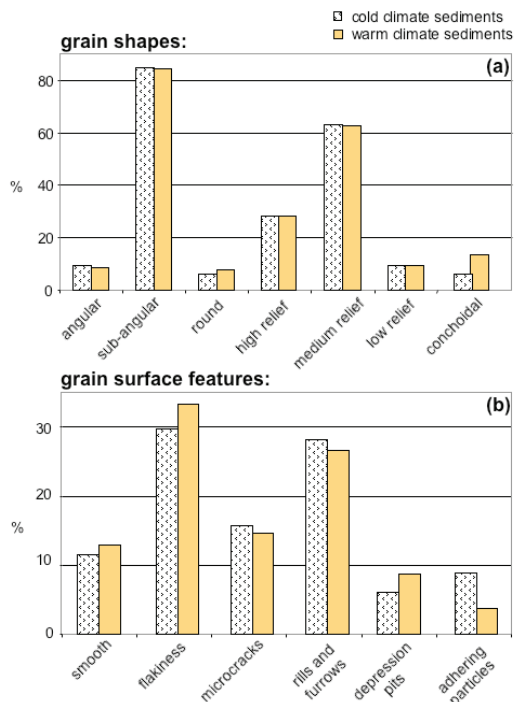 cold climate sediments
warm climate sediments
grain shapes:
(a)
80
60
%
40
20
0
angular
sub-angular
round
high relief
medium relief
low relief
conchoidal
grain surface features:
(b)
30
20
%
10
0
smooth
flakiness
microcracks
rills and
furrows
depression
pits
adhering
particles